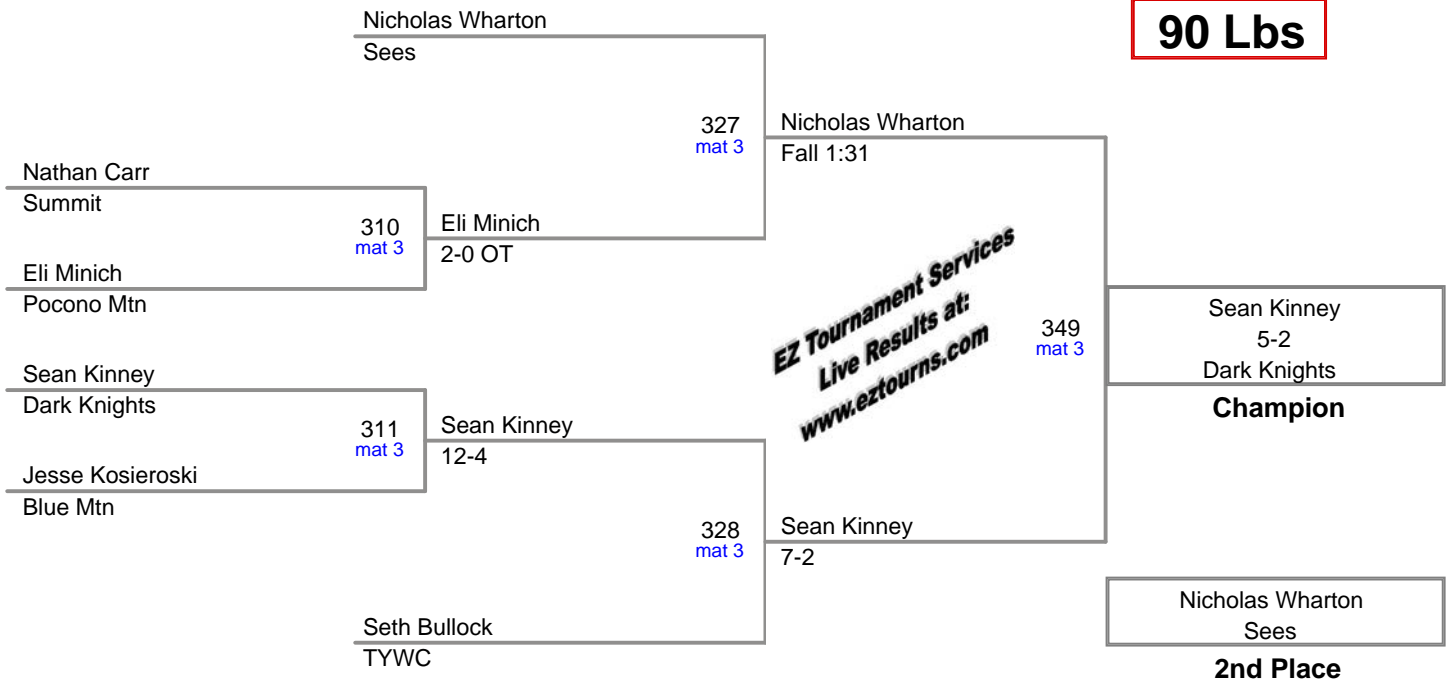 Nicholas Wharton
Sees
90 Lbs
327
mat 3
Nicholas Wharton
Fall 1:31
Nathan Carr
Summit
310
mat 3
Eli Minich
2-0 OT
Eli Minich
Pocono Mtn
EZ Tournament Services
Live Results at:
www.eztourns.com
349
mat 3
Sean Kinney
5-2
Dark Knights
Champion
Sean Kinney
Dark Knights
311
mat 3
Sean Kinney
12-4
Jesse Kosieroski
Blue Mtn
328
mat 3
Sean Kinney
7-2
Seth Bullock
TYWC
Nicholas Wharton
Sees
2nd Place